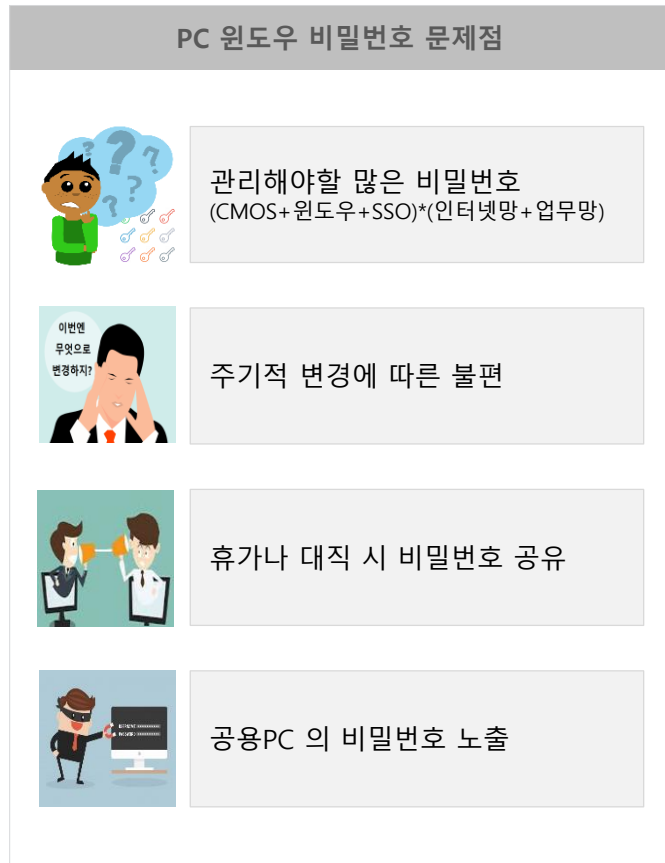 PC 윈도우 비밀번호 문제점
관리해야할 많은 비밀번호
(CMOS+윈도우+SSO)*(인터넷망+업무망)
이번엔
무엇으로
변경하지?
주기적 변경에 따른 불편
휴가나 대직 시 비밀번호 공유
공용PC 의 비밀번호 노출